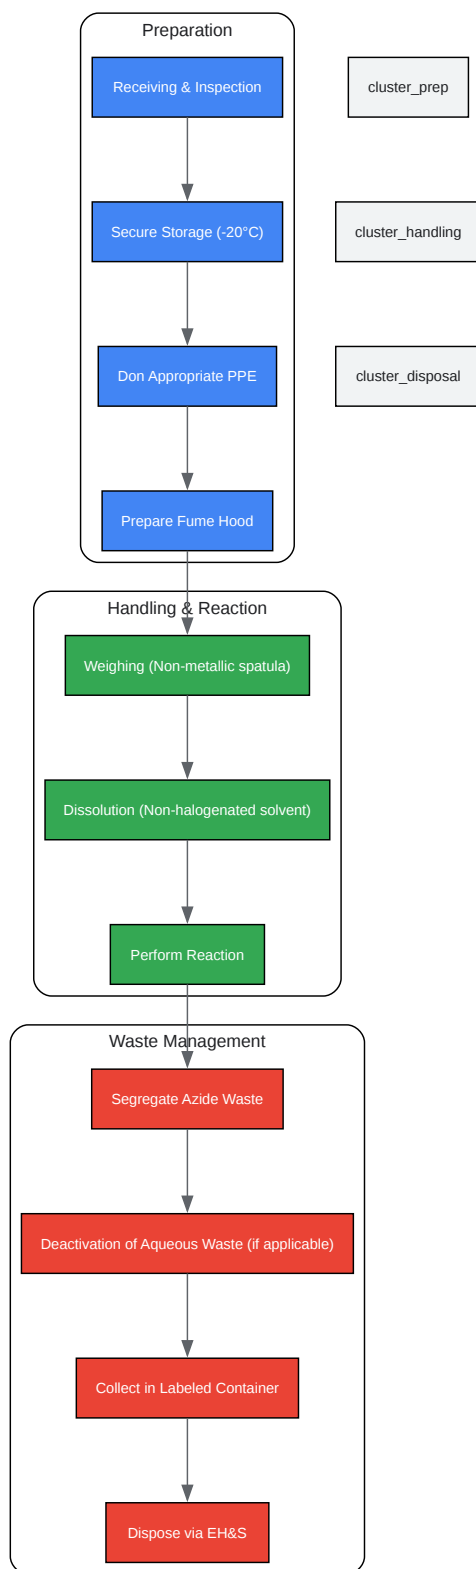 Preparation
Receiving & Inspection
cluster_prep
Secure Storage (-20°C)
cluster_handling
Don Appropriate PPE
cluster_disposal
Prepare Fume Hood
Handling & Reaction
Weighing (Non-metallic spatula)
Dissolution (Non-halogenated solvent)
Perform Reaction
Waste Management
Segregate Azide Waste
Deactivation of Aqueous Waste (if applicable)
Collect in Labeled Container
Dispose via EH&S